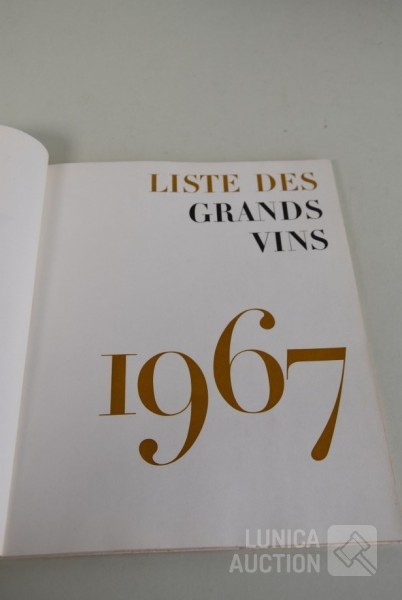 LISTE DES
GRANDS
VINS
1967
LUNICA
AUCTION